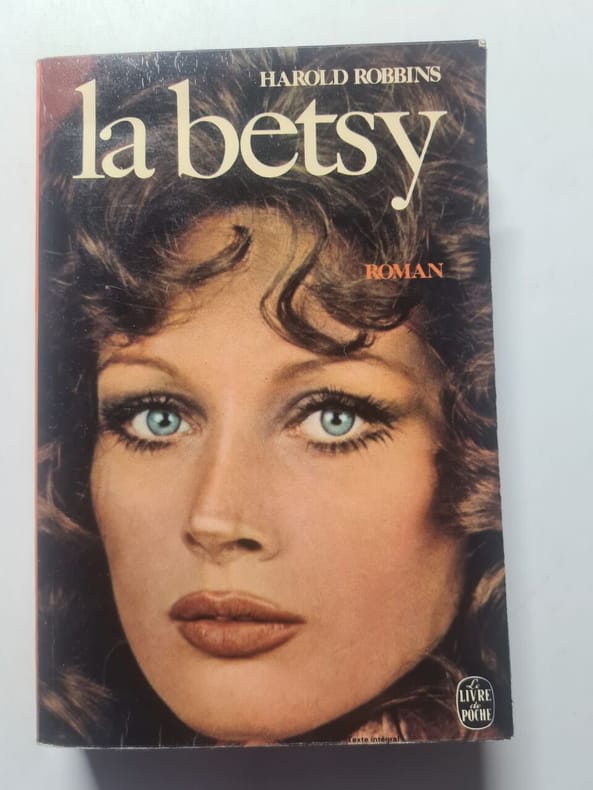 HAROLD ROBBINS
la betsy
ROMAN
Le
LIVRE
de
POCHE
Texte intégral